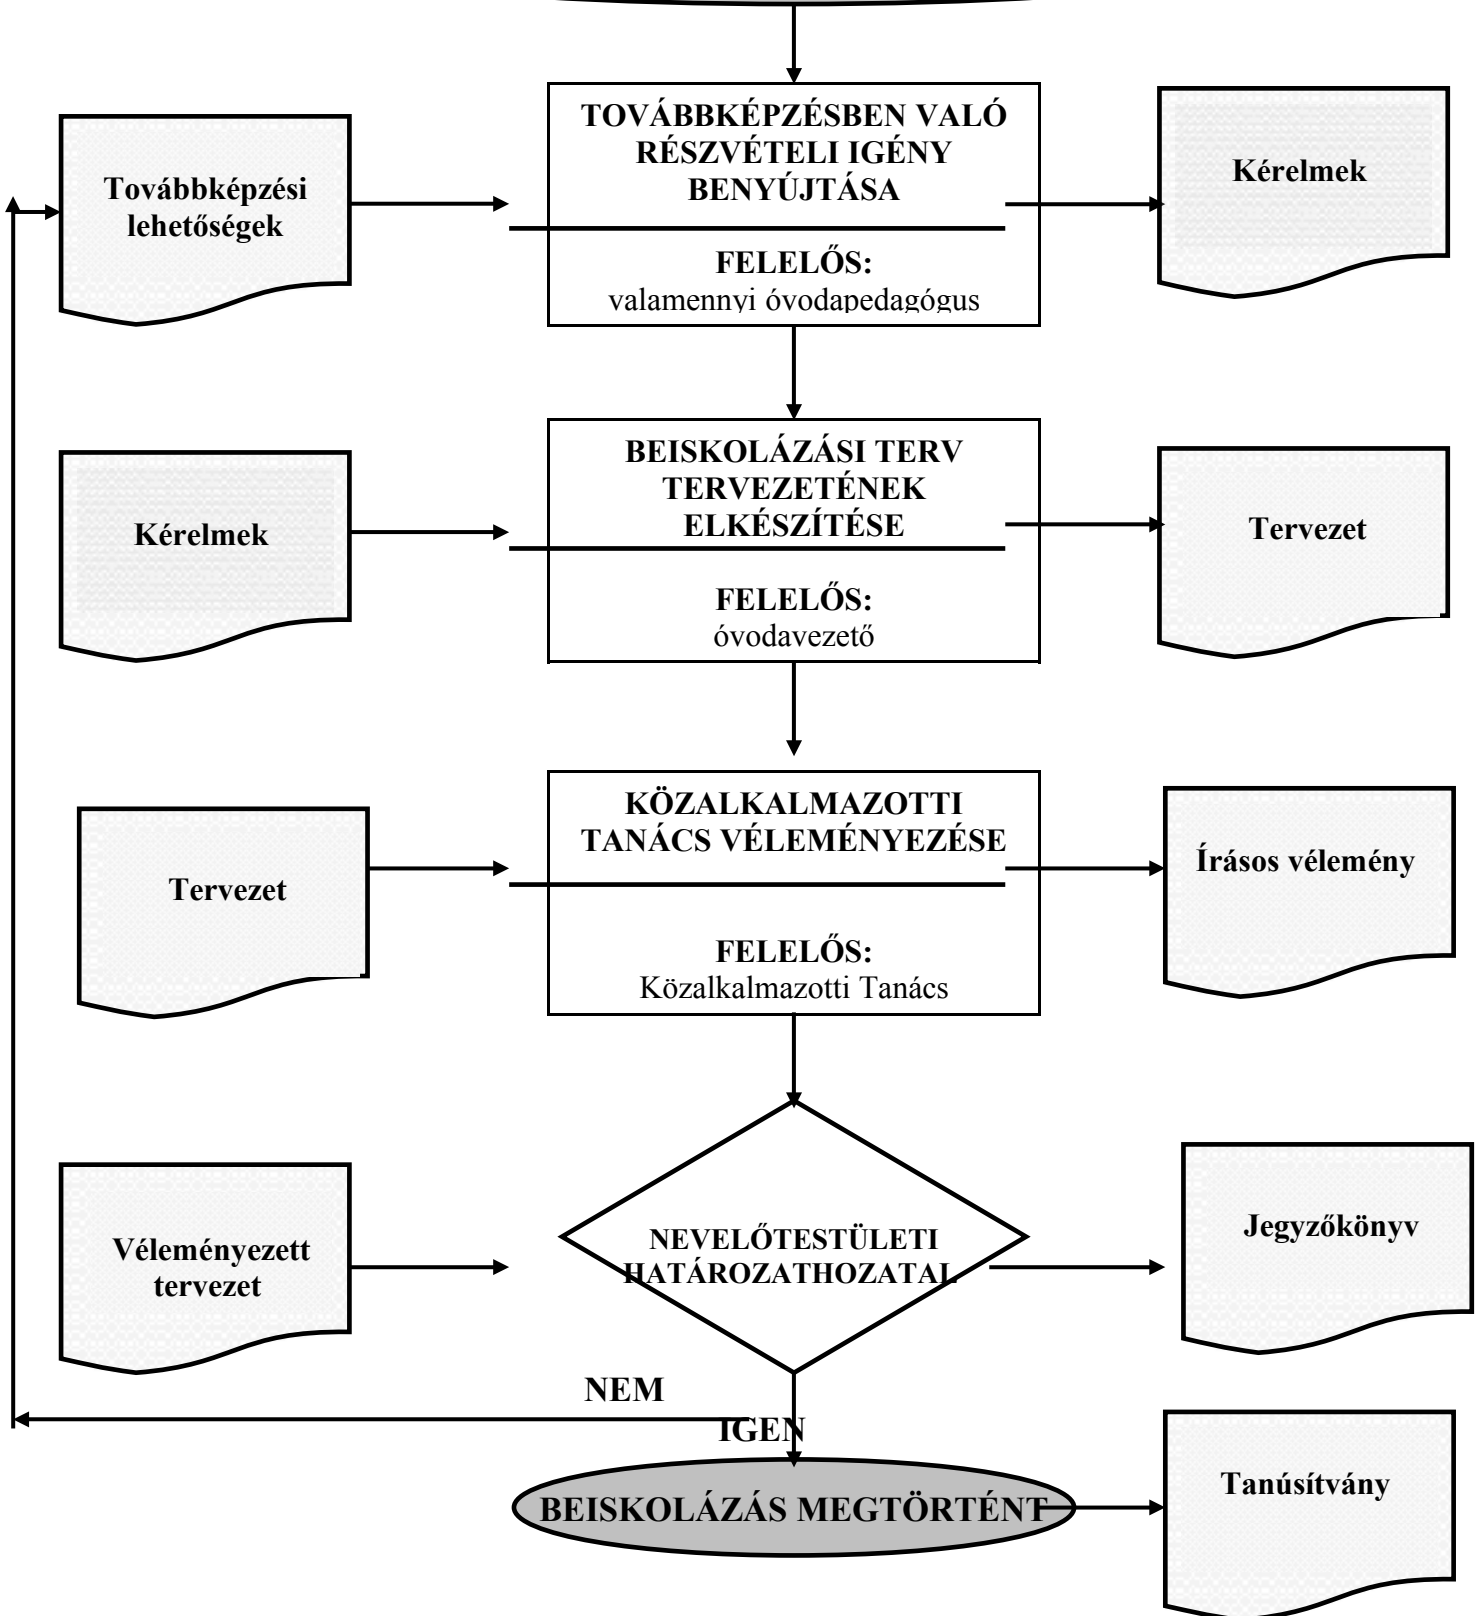 TOVÁBBKÉPZÉSBEN VALÓ
RÉSZVÉTELI IGÉNY
BENYÚJTÁSA
FELELŐS:
valamennyi óvodapedagógus
Továbbképzési
lehetőségek
Kérelmek
BEISKOLÁZÁSI TERV
TERVEZETÉNEK
ELKÉSZÍTÉSE
FELELŐS:
óvodavezető
Kérelmek
Tervezet
KÖZALKALMAZOTTI
TANÁCS VÉLEMÉNYEZÉSE
FELELŐS:
Közalkalmazotti Tanács
Tervezet
Írásos vélemény
NEVELŐTESTÜLETI
HATÁROZATHOZATAL
Véleményezett
tervezet
Jegyzőkönyv
NEM
IGEN
BEISKOLÁZÁS MEGTÖRTÉNT
Tanúsítvány